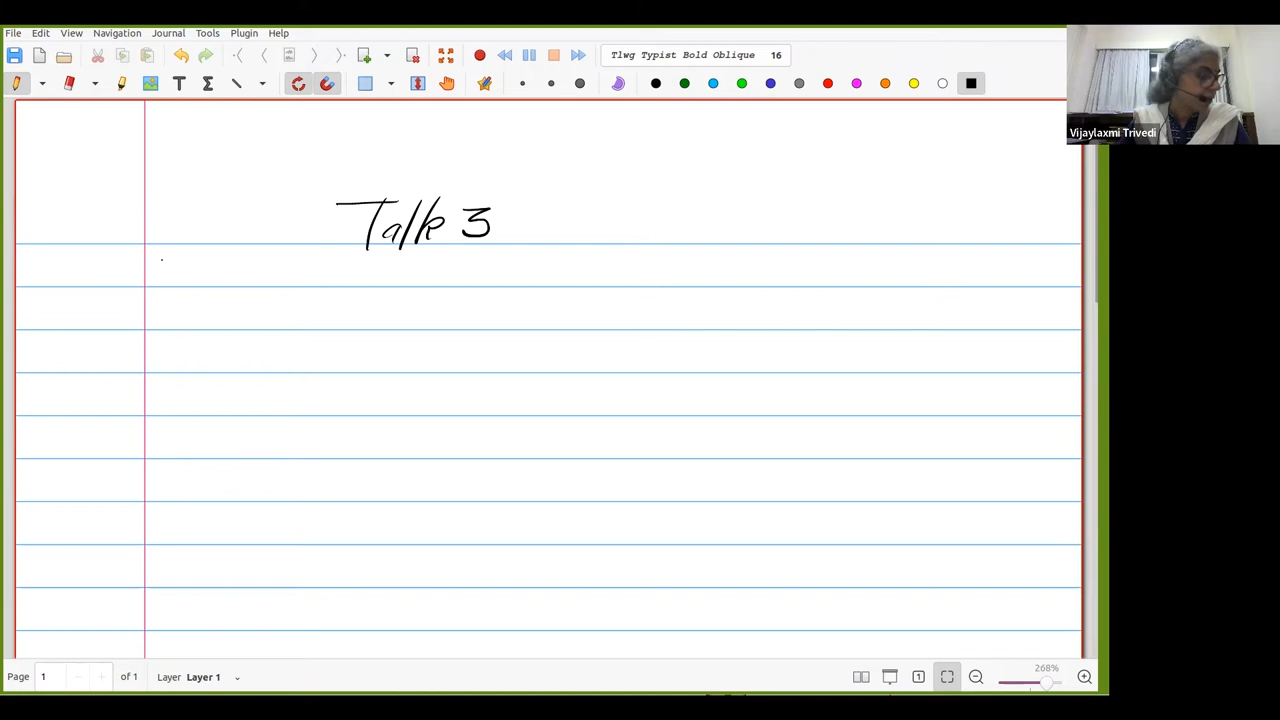 File Edit View Navigation Journal Tools Plugin Help
Tlwg Typist Bold Oblique 16
Vijaylaxmi Trivedi
Talk 3
Page 1 of 1 Layer Layer 1 1 268%